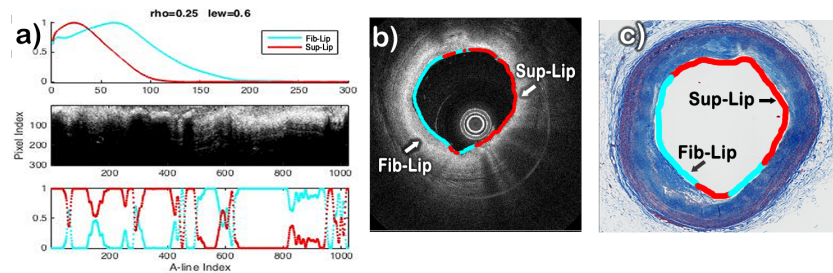 a)
rho=0.25 lew=0.6
1
0.5
0
Fib-Lip
Sup-Lip
0 50 100 150 200 250 300
Pixel Index
100
200
300
200 400 600 800 1000
1
0.5
0
200 400 600 800 1000
A-line Index
b)
Sup-Lip
Fib-Lip
c)
Sup-Lip
Fib-Lip